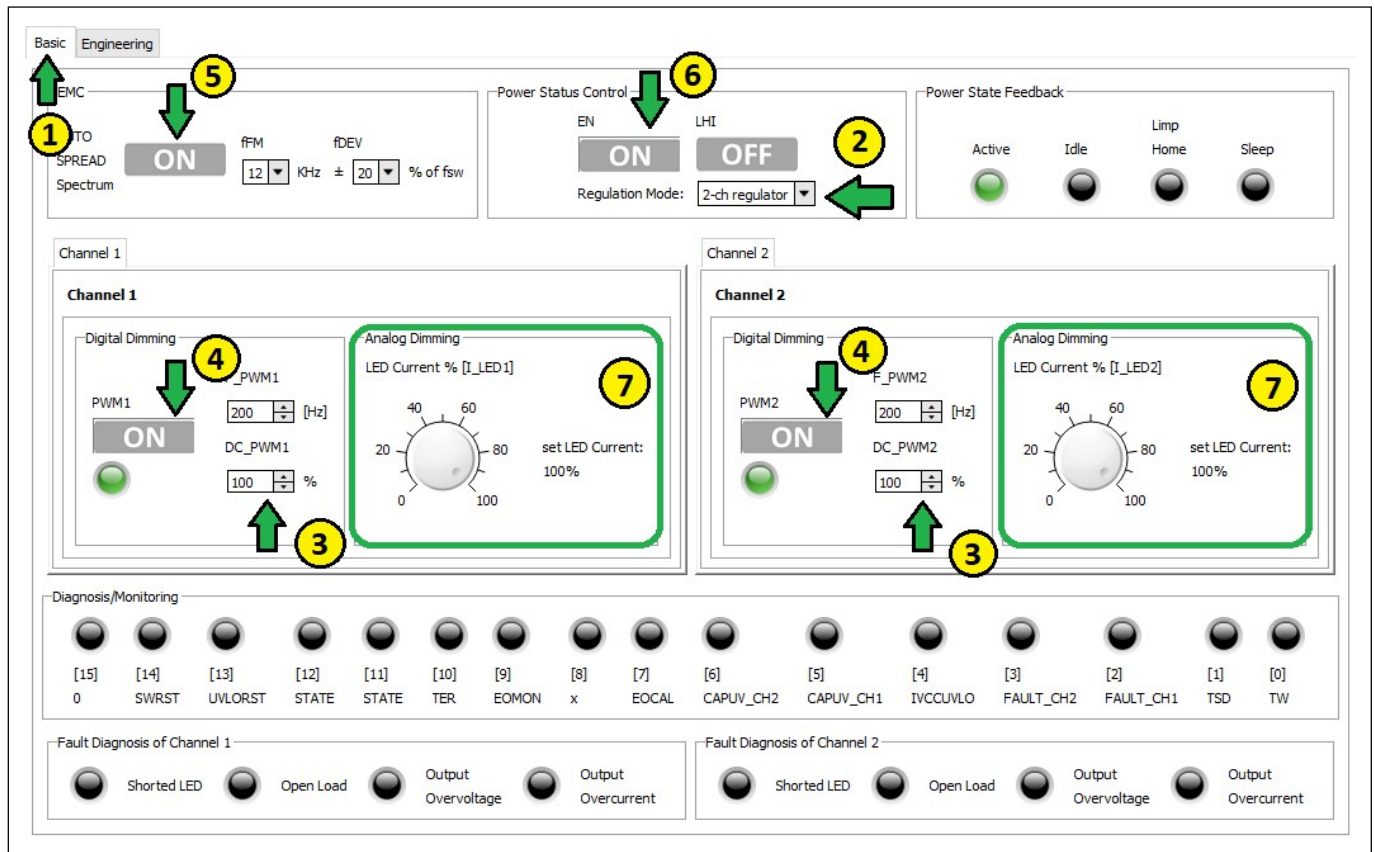 Basic Engineering
5
6
EMC
Power Status Control
Power State Feedback
1
SPREAD
Spectrum
ON
fFM
fDEV
12 KHz ± 20 % of fsw
EN
LHI
ON
OFF
2
Regulation Mode: 2-ch regulator
Active
Idle
Limp
Home
Sleep
Channel 1
Channel 1
Digital Dimming
4
PWM1
ON
_PWM1
200 [Hz]
DC_PWM1
100 %
3
Analog Dimming
LED Current % [I_LED1]
7
0 20 40 60 80 100
set LED Current:
100%
Channel 2
Channel 2
Digital Dimming
4
PWM2
ON
F_PWM2
200 [Hz]
DC_PWM2
100 %
3
Analog Dimming
LED Current % [I_LED2]
7
0 20 40 60 80 100
set LED Current:
100%
Diagnosis/Monitoring
[15] [14] [13] [12] [11] [10] [9] [8] [7] [6] [5] [4] [3] [2] [1] [0]
0 SWRST UVLORST STATE STATE TER EOMON x EOCAL CAPUV_CH2 CAPUV_CH1 IVCCUVLO FAULT_CH2 FAULT_CH1 TSD TW
Fault Diagnosis of Channel 1
Shorted LED
Open Load
Output
Overvoltage
Output
Overcurrent
Fault Diagnosis of Channel 2
Shorted LED
Open Load
Output
Overvoltage
Output
Overcurrent